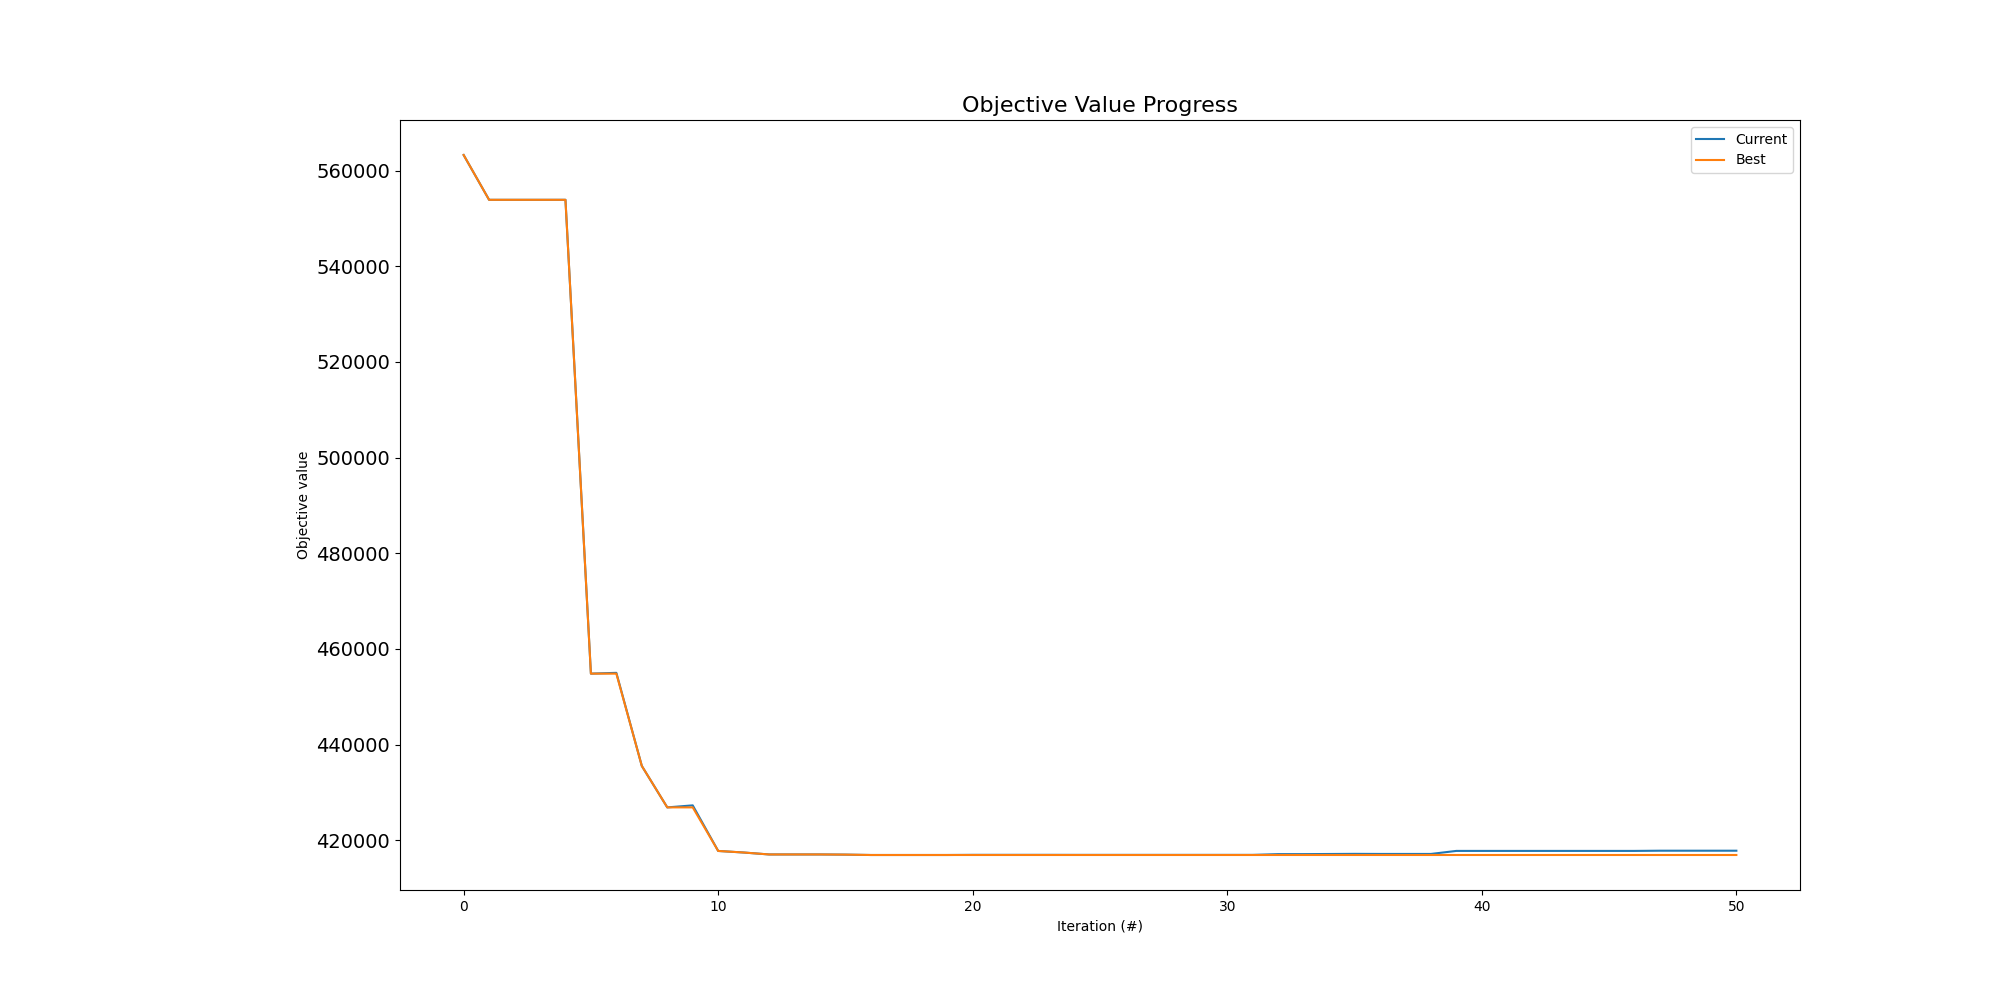 Objective Value Progress
Current
Best
560000
540000
520000
500000
480000
460000
440000
420000
Objective value
0 10 20 30 40 50
Iteration (#)